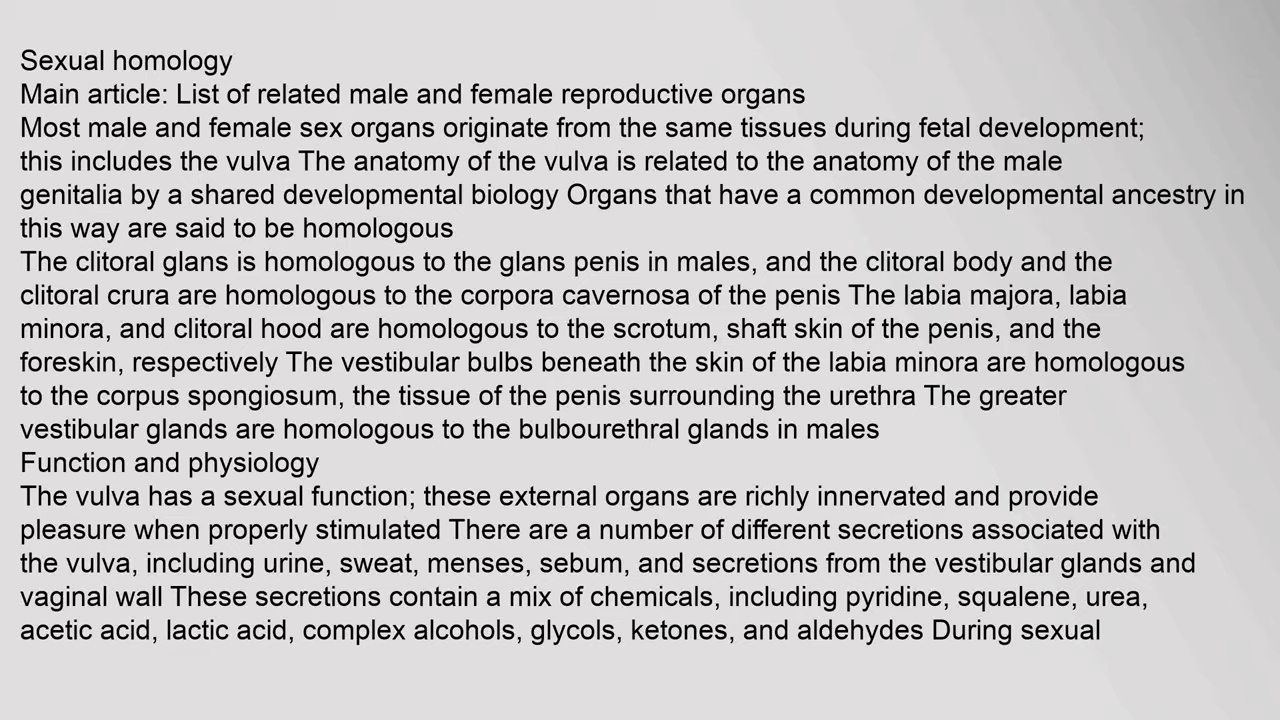 Sexual homology
Main article: List of related male and female reproductive organs
Most male and female sex organs originate from the same tissues during fetal development;
this includes the vulva The anatomy of the vulva is related to the anatomy of the male
genitalia by a shared developmental biology Organs that have a common developmental ancestry in
this way are said to be homologous
The clitoral glans is homologous to the glans penis in males, and the clitoral body and the
clitoral crura are homologous to the corpora cavernosa of the penis The labia majora, labia
minora, and clitoral hood are homologous to the scrotum, shaft skin of the penis, and the
foreskin, respectively The vestibular bulbs beneath the skin of the labia minora are homologous
to the corpus spongiosum, the tissue of the penis surrounding the urethra The greater
vestibular glands are homologous to the bulbourethral glands in males
Function and physiology
The vulva has a sexual function; these external organs are richly innervated and provide
pleasure when properly stimulated There are a number of different secretions associated with
the vulva, including urine, sweat, menses, sebum, and secretions from the vestibular glands and
vaginal wall These secretions contain a mix of chemicals, including pyridine, squalene, urea,
acetic acid, lactic acid, complex alcohols, glycols, ketones, and aldehydes During sexual